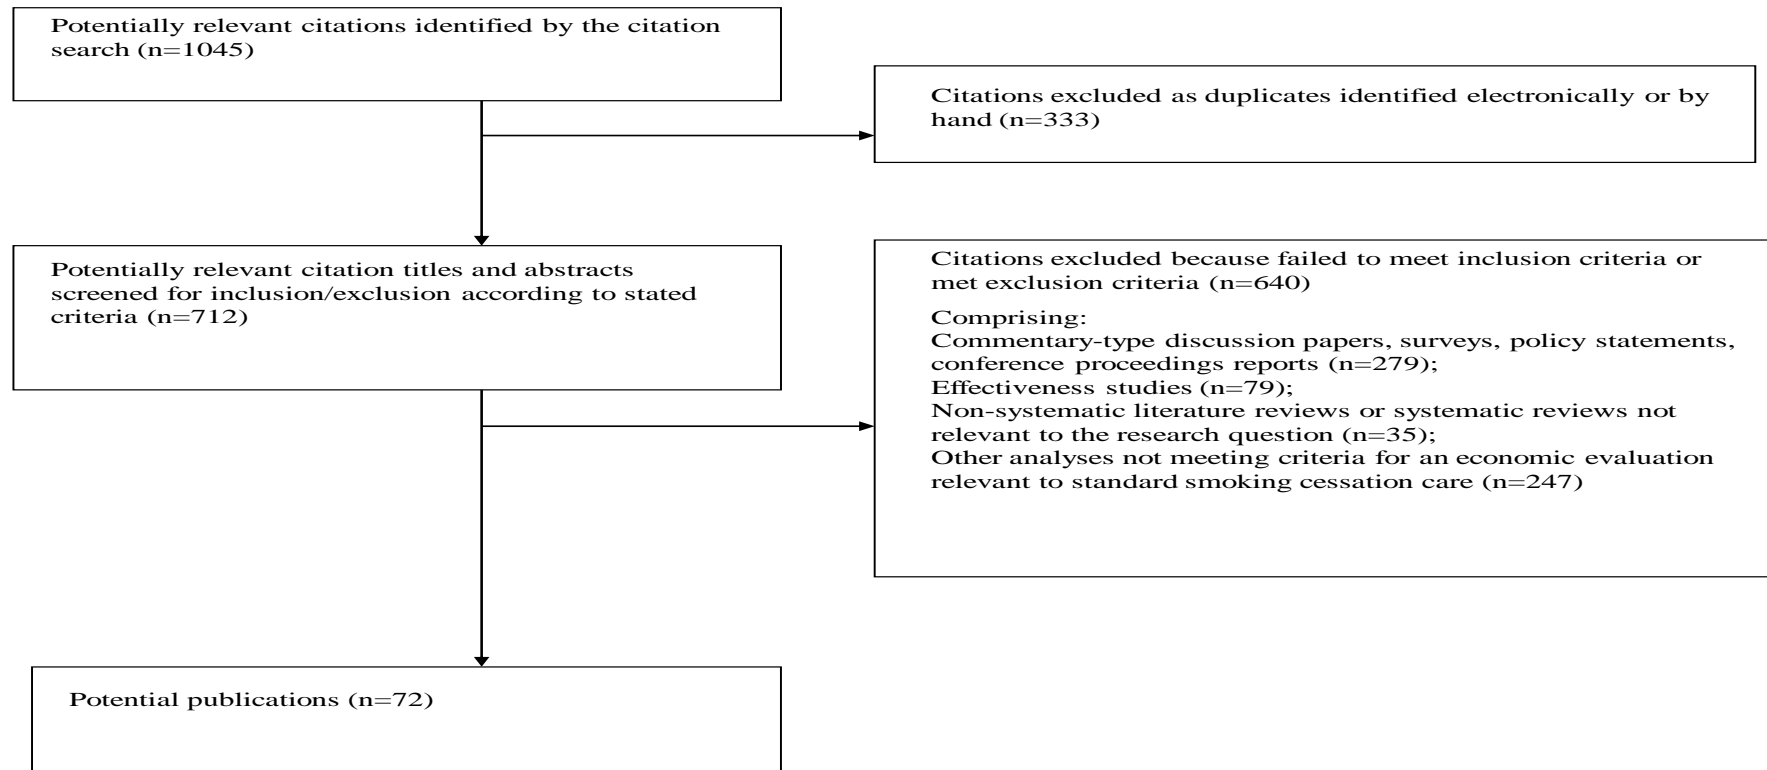 Potentially relevant citations identified by the citation
search (n=1045)
Citations excluded as duplicates identified electronically or by
hand (n=333)
Potentially relevant citation titles and abstracts
screened for inclusion/exclusion according to stated
criteria (n=712)
Citations excluded because failed to meet inclusion criteria or
met exclusion criteria (n=640)
Comprising:
Commentary-type discussion papers, surveys, policy statements,
conference proceedings reports (n=279);
Effectiveness studies (n=79);
Non-systematic literature reviews or systematic reviews not
relevant to the research question (n=35);
Other analyses not meeting criteria for an economic evaluation
relevant to standard smoking cessation care (n=247)
Potential publications (n=72)